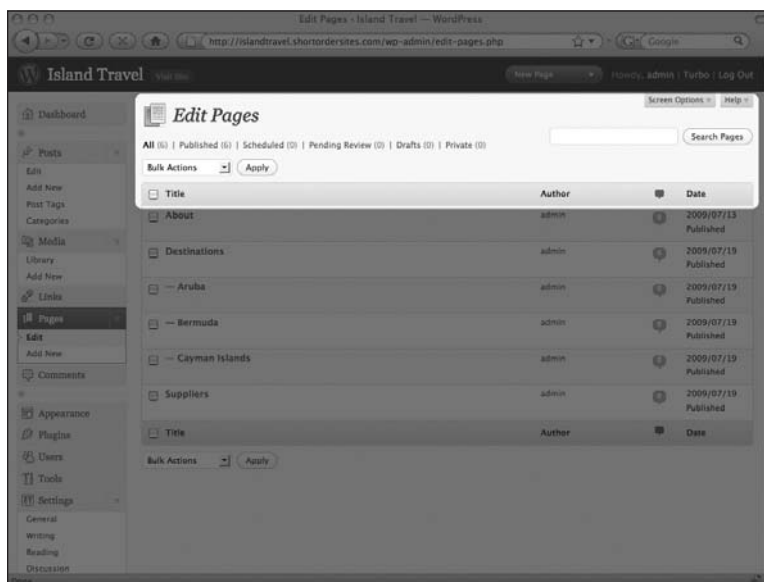 Edit Pages ‹ Island Travel — WordPress
http://islandtravel.shortordersites.com/wp-admin/edit-pages.php
Google
Island Travel Visit Site
New Page
Howdy, admin | Turbo | Log Out
Screen Options Help
Dashboard
Posts
Edit
Add New
Post Tags
Categories
Media
Library
Add New
Links
Pages
Edit
Add New
Comments
Appearance
Plugins
Users
Tools
Settings
General
Writing
Reading
Discussion
Edit Pages
All (6) | Published (6) | Scheduled (0) | Pending Review (0) | Drafts (0) | Private (0)
Search Pages
Bulk Actions Apply
Title Author Date
About admin 2009/07/13
Published
Destinations admin 2009/07/19
Published
— Aruba admin 2009/07/19
Published
— Bermuda admin 2009/07/19
Published
— Cayman Islands admin 2009/07/19
Published
Suppliers admin 2009/07/19
Published
Title Author Date
Bulk Actions Apply